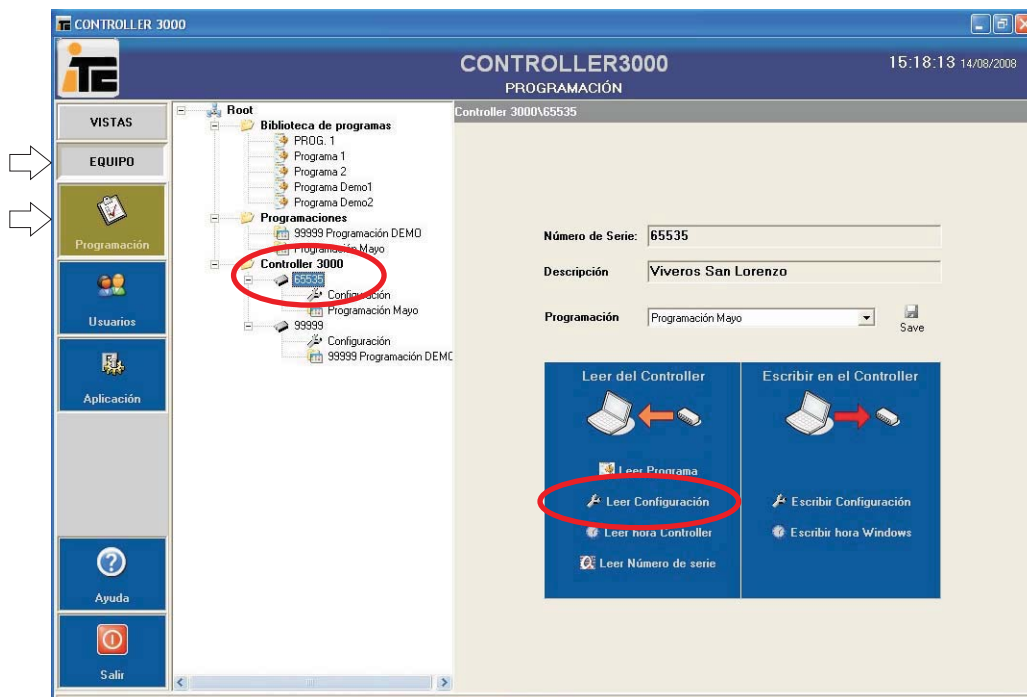 CONTROLLER 3000
iTC
CONTROLLER3000
PROGRAMACIÓN
15:18:13 14/08/2008
VISTAS
EQUIPO
Programación
Usuarios
Aplicación
Ayuda
Salir
Root
Biblioteca de programas
PROG. 1
Programa 1
Programa 2
Programa Demo1
Programa Demo2
Programaciones
99999 Programación DEMO
Programación Mayo
Controller 3000
65535
Configuración
Programación Mayo
99999
Configuración
99999 Programación DEMO
Controller 3000\65535
Número de Serie: 65535
Descripción Viveros San Lorenzo
Programación Programación Mayo Save
Leer del Controller
Leer Programa
Leer Configuración
Leer hora Controller
Leer Número de serie
Escribir en el Controller
Escribir Configuración
Escribir hora Windows